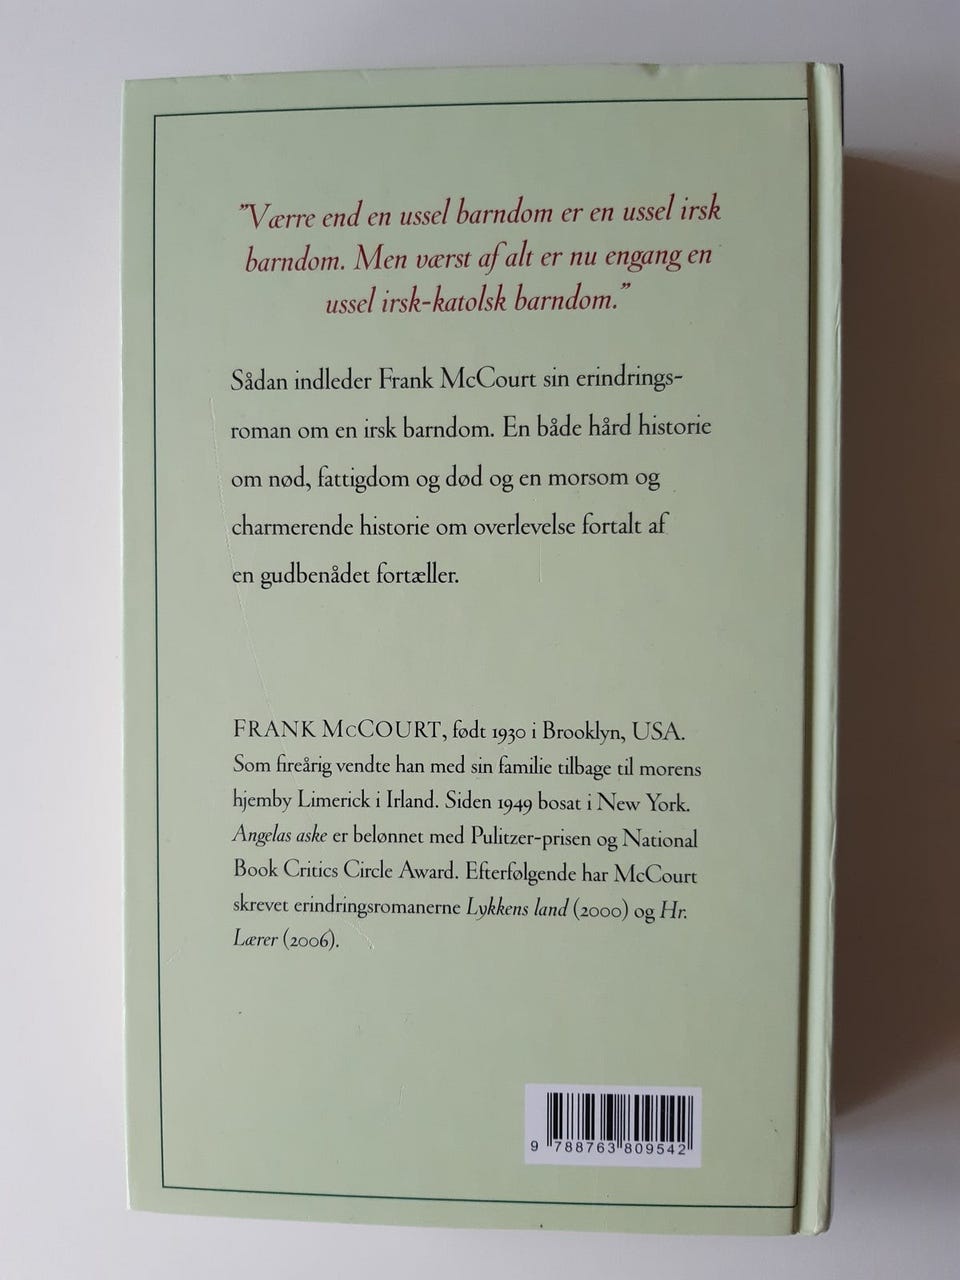 ”Værre end en ussel barndom er en ussel irsk
barndom. Men værst af alt er nu engang en
ussel irsk-katolsk barndom.”
Sådan indleder Frank McCourt sin erindrings-
roman om en irsk barndom. En både hård historie
om nød, fattigdom og død og en morsom og
charmerende historie om overlevelse fortalt af
en gudbenådet fortæller.
FRANK McCOURT, født 1930 i Brooklyn, USA.
Som fireårig vendte han med sin familie tilbage til morens
hjemby Limerick i Irland. Siden 1949 bosat i New York.
Angelas aske er belønnet med Pulitzer-prisen og National
Book Critics Circle Award. Efterfølgende har McCourt
skrevet erindringsromanerne Lykkens land (2000) og Hr.
Lærer (2006).
9 788763 809542